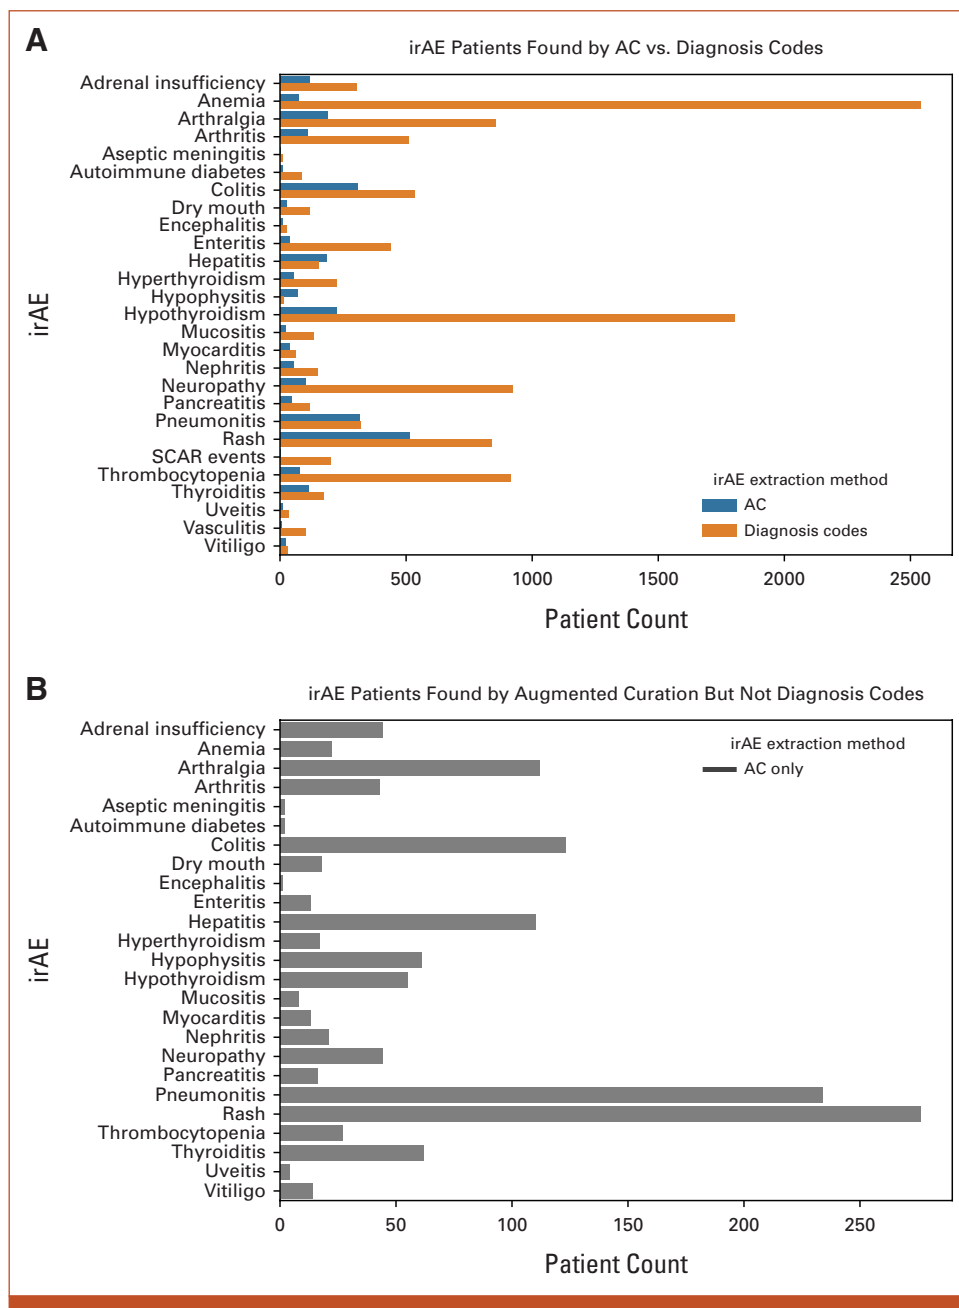 A
irAE Patients Found by AC vs. Diagnosis Codes
Adrenal insufficiency
Anemia
Arthralgia
Arthritis
Aseptic meningitis
Autoimmune diabetes
Colitis
Dry mouth
Encephalitis
Enteritis
Hepatitis
Hyperthyroidism
Hypophysitis
Hypothyroidism
Mucositis
Myocarditis
Nephritis
Neuropathy
Pancreatitis
Pneumonitis
Rash
SCAR events
Thrombocytopenia
Thyroiditis
Uveitis
Vasculitis
Vitiligo
irAE
irAE extraction method
AC
Diagnosis codes
0 500 1000 1500 2000 2500
Patient Count
B
irAE Patients Found by Augmented Curation But Not Diagnosis Codes
Adrenal insufficiency
Anemia
Arthralgia
Arthritis
Aseptic meningitis
Autoimmune diabetes
Colitis
Dry mouth
Encephalitis
Enteritis
Hepatitis
Hyperthyroidism
Hypophysitis
Hypothyroidism
Mucositis
Myocarditis
Nephritis
Neuropathy
Pancreatitis
Pneumonitis
Rash
Thrombocytopenia
Thyroiditis
Uveitis
Vitiligo
irAE
irAE extraction method
AC only
0 50 100 150 200 250
Patient Count